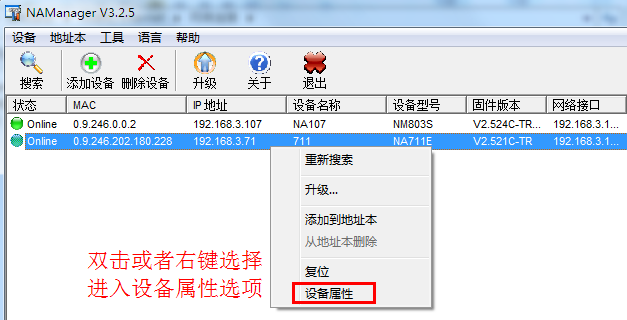 NAManager V3.2.5
设备 地址本 工具 语言 帮助
搜索 添加设备 删除设备 升级 关于 退出
状态 MAC IP 地址 设备名称 设备型号 固件版本 网络接口
Online 0.9.246.0.0.2 192.168.3.107 NA107 NM803S V2.524C-TR... 192.168.3.1...
Online 0.9.246.202.180.228 192.168.3.71 711 NA711E V2.521C-TR 192.168.3.1...
重新搜索
升级...
添加到地址本
从地址本删除
复位
设备属性
双击或者右键选择
进入设备属性选项